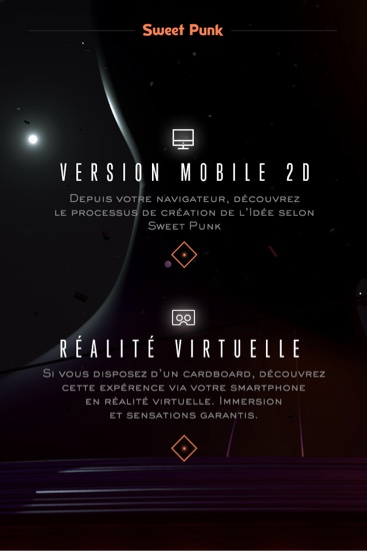 Sweet Punk
VERSION MOBILE 2D
DEPUIS VOTRE NAVIGATEUR, DÉCOUVREZ
LE PROCESSUS DE CRÉATION DE L'IDÉE SELON
SWEET PUNK
RÉALITÉ VIRTUELLE
SI VOUS DISPOSEZ D'UN CARDBOARD, DÉCOUVREZ
CETTE EXPÉRENCE VIA VOTRE SMARTPHONE
EN RÉALITÉ VIRTUELLE. IMMERSION
ET SENSATIONS GARANTIS.